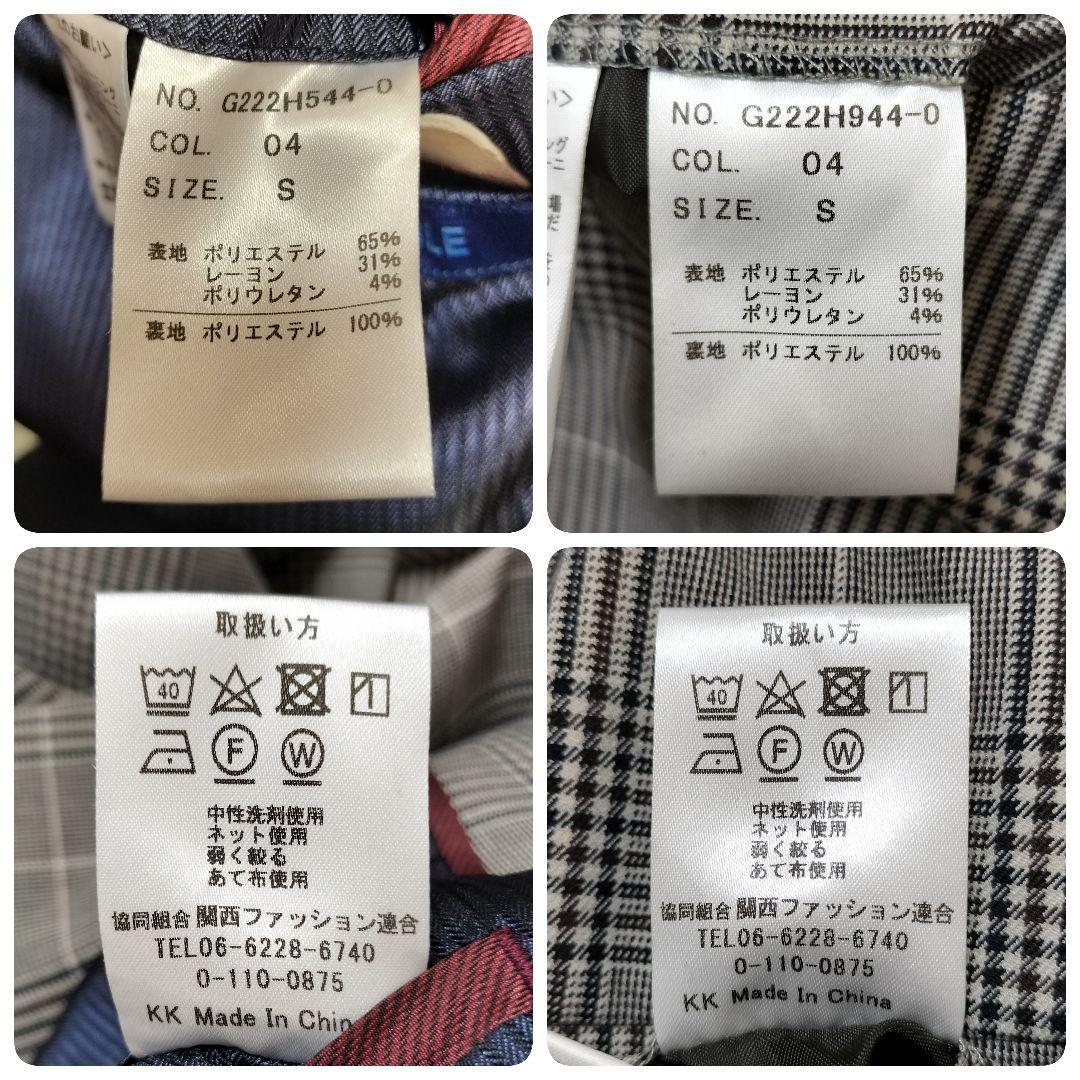 NO. G222H544-0
COL. 04
SIZE. S
表地 ポリエステル 65%
レーヨン 31%
ポリウレタン 4%
裏地 ポリエステル 100%
LE
NO. G222H944-0
COL. 04
SIZE. S
表地 ポリエステル 65%
レーヨン 31%
ポリウレタン 4%
裏地 ポリエステル 100%
取扱い方
40
F W
中性洗剤使用
ネット使用
弱く絞る
あて布使用
協同組合 関西ファッション連合
TEL06-6228-6740
0-110-0875
KK Made In Chin
取扱い方
40
F W
中性洗剤使用
ネット使用
弱く絞る
あて布使用
協同組合 関西ファッション連合
TEL06-6228-6740
0-110-0875
KK Made In China